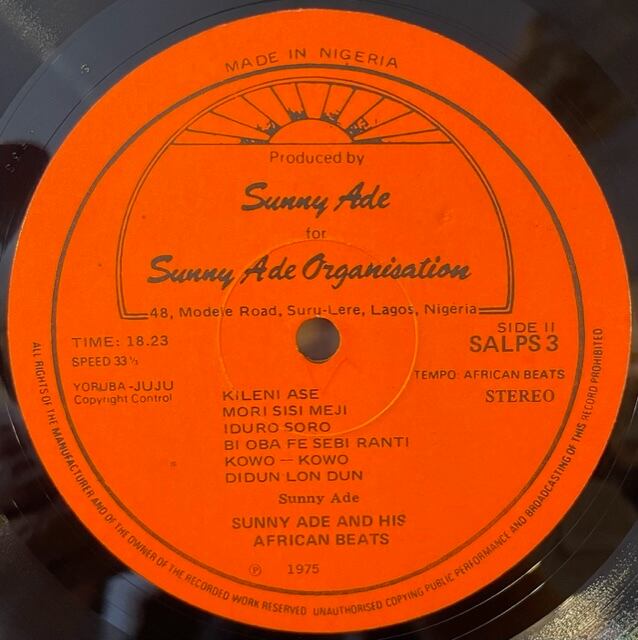 MADE IN NIGERIA
Produced by
Sunny Ade
for
Sunny Ade Organisation
48, Modele Road, Suru-Lere, Lagos, Nigeria
TIME: 18.23
SPEED 33⅓
SIDE II
SALPS 3
YORUBA-JUJU
Copyright Control
TEMPO: AFRICAN BEATS
STEREO
KILENI ASE
MORI SISI MEJI
IDURO SORO
BI OBA FE SEBI RANTI
KOWO — KOWO
DIDUN LON DUN
Sunny Ade
SUNNY ADE AND HIS
AFRICAN BEATS
Ⓟ 1975
ALL RIGHTS OF THE MANUFACTURER AND OF THE OWNER OF THE RECORDED WORK RESERVED UNAUTHORISED COPYING PUBLIC PERFORMANCE AND BROADCASTING OF THIS RECORD PROHIBITED